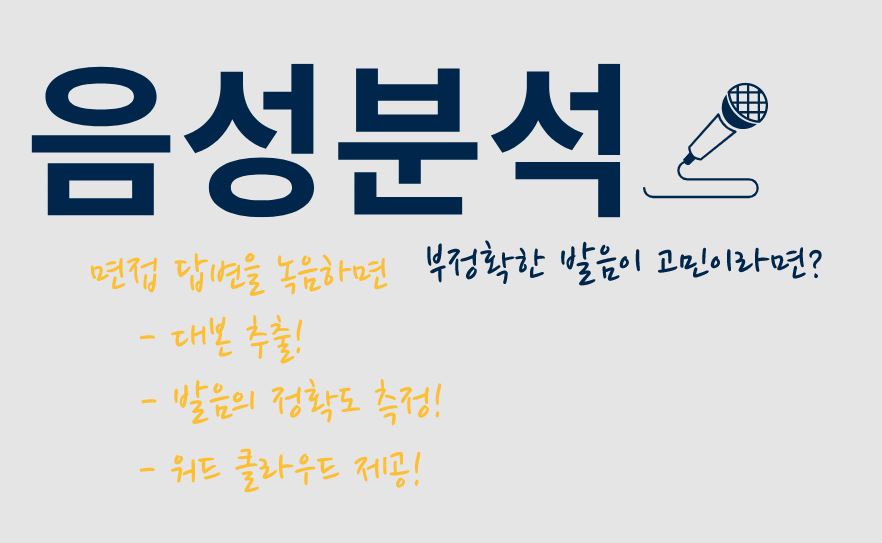 음성분석
부정확한 발음이 고민이라면?
면접 답변을 녹음하면
- 대본 추출!
- 발음의 정확도 측정!
- 워드 클라우드 제공!